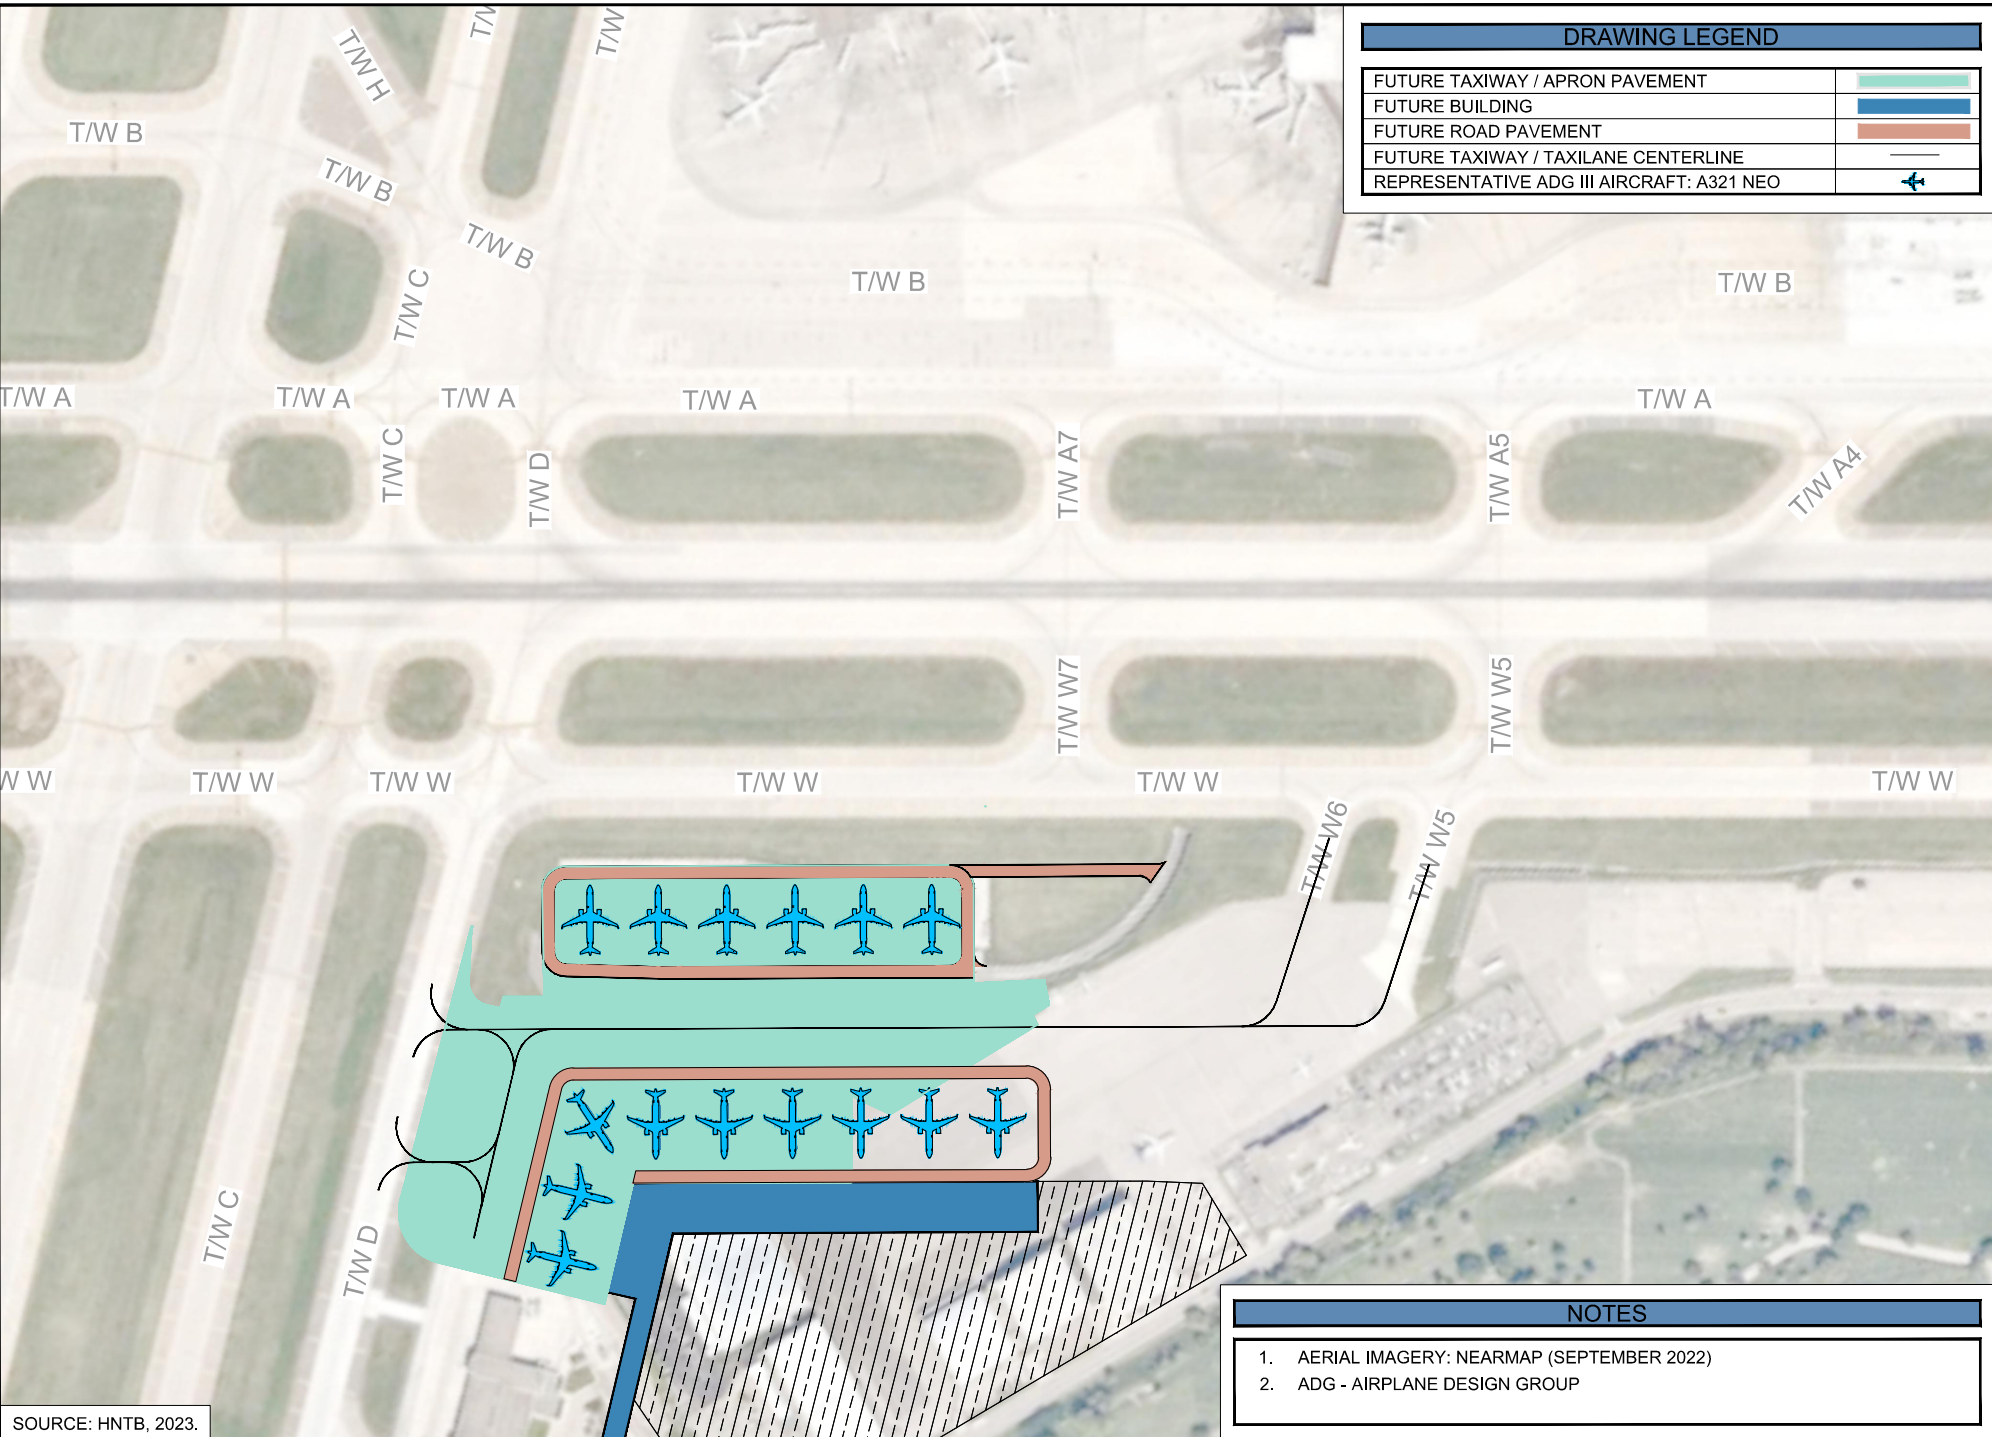 T/W
T/W
T/W H
DRAWING LEGEND
FUTURE TAXIWAY / APRON PAVEMENT
FUTURE BUILDING
FUTURE ROAD PAVEMENT
FUTURE TAXIWAY / TAXILANE CENTERLINE
REPRESENTATIVE ADG III AIRCRAFT: A321 NEO
T/W B
T/W B
T/W B
T/W C
T/W B
T/W B
T/W A
T/W A
T/W A
T/W A
T/W A
T/W C
T/W D
T/W A7
T/W A5
T/W A4
T/W W7
T/W W5
W W
T/W W
T/W W
T/W W
T/W W
T/W W
T/W W6
T/W W5
T/W C
T/W D
NOTES
1. AERIAL IMAGERY: NEARMAP (SEPTEMBER 2022)
2. ADG - AIRPLANE DESIGN GROUP
SOURCE: HNTB, 2023.